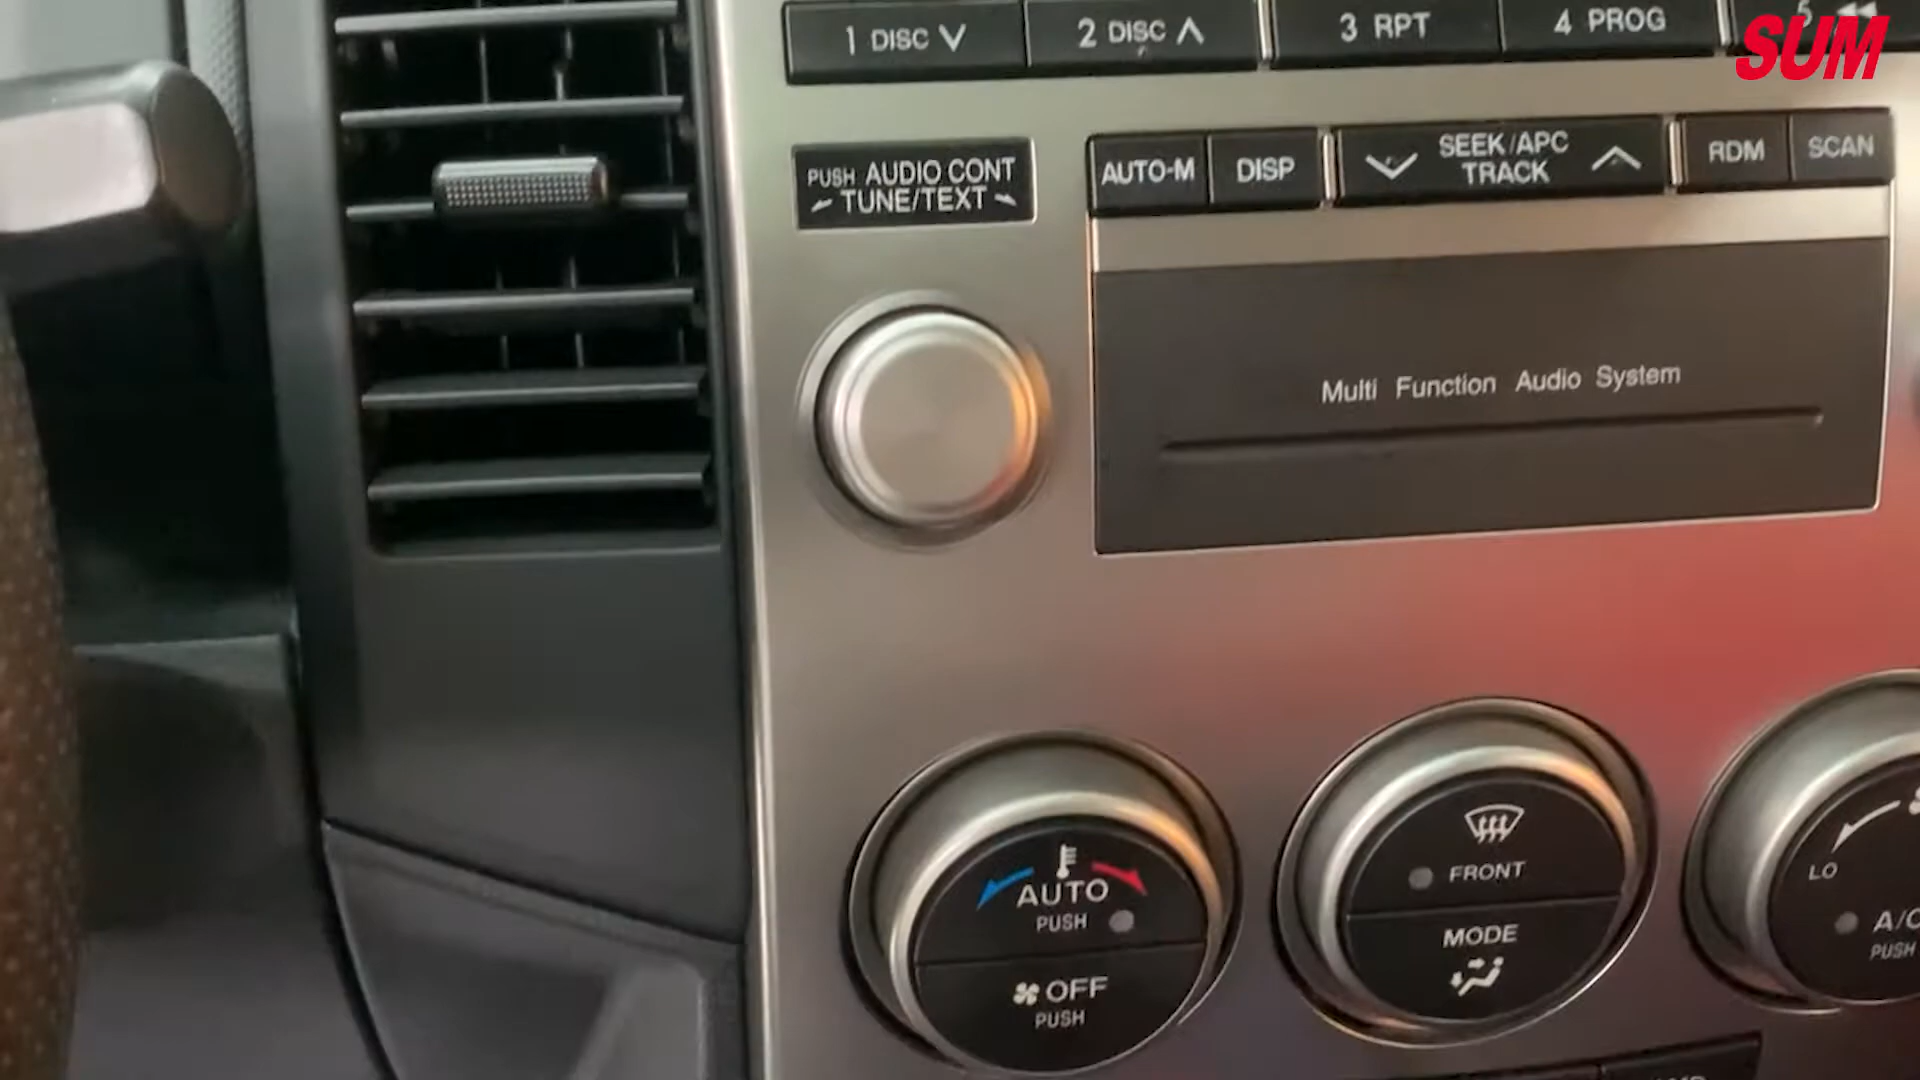 1 DISC ∨
2 DISC ∧
3 RPT
4 PROG
5 ◀◀
SUM
PUSH AUDIO CONT
TUNE/TEXT
AUTO-M
DISP
SEEK/APC
TRACK
RDM
SCAN
Multi Function Audio System
AUTO
PUSH
OFF
PUSH
FRONT
MODE
LO
PUSH